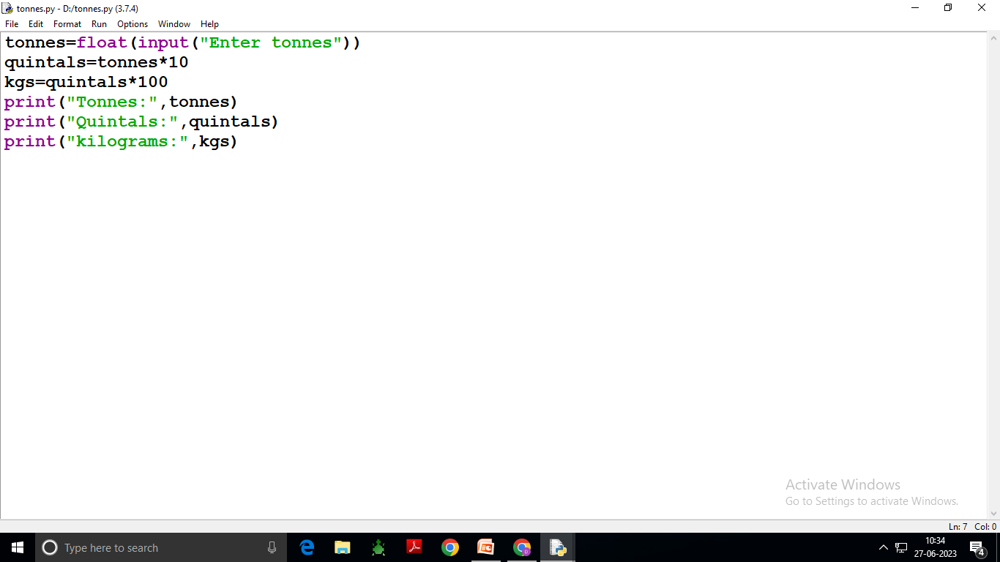 tonnes.py - D:/tonnes.py (3.7.4)
File Edit Format Run Options Window Help
tonnes=float(input("Enter tonnes"))
quintals=tonnes*10
kgs=quintals*100
print("Tonnes:",tonnes)
print("Quintals:",quintals)
print("kilograms:",kgs)
Activate Windows
Go to Settings to activate Windows.
Ln: 7 Col: 0
Type here to search
10:34
27-06-2023
4